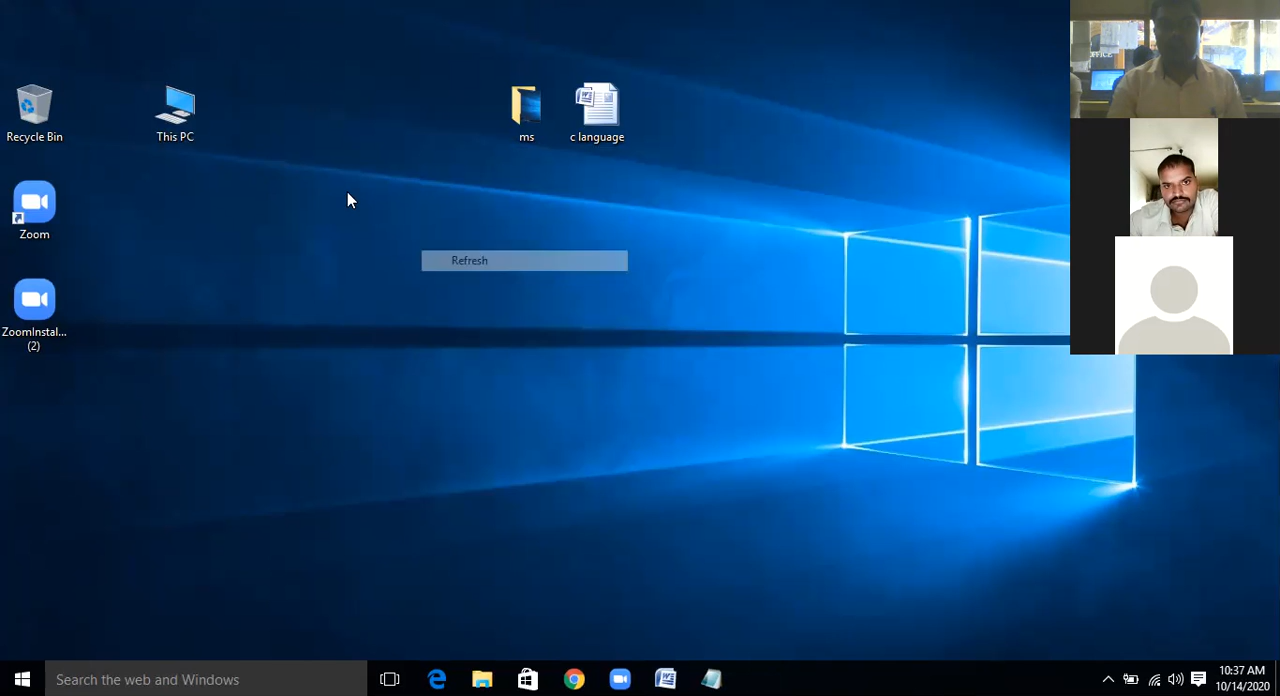 Recycle Bin
This PC
ms
c language
Zoom
Refresh
ZoomInstal...
(2)
Search the web and Windows
10:37 AM
10/14/2020